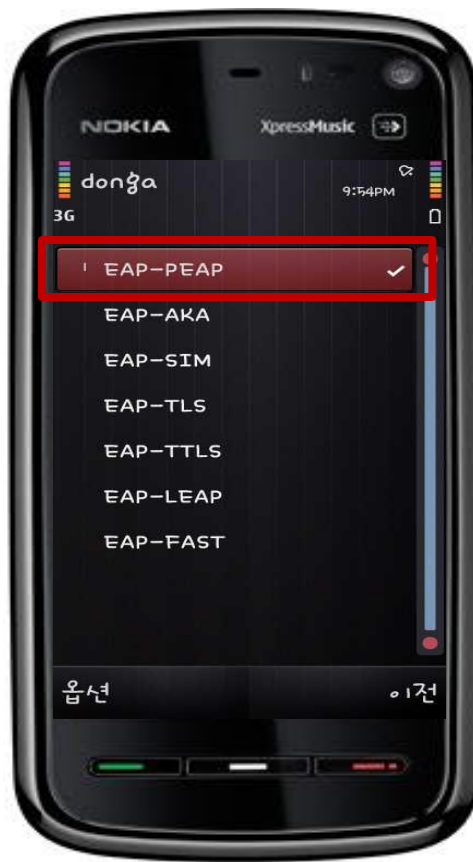 NOKIA XpressMusic
donga
9:54PM
3G
1 EAP-PEAP
EAP-AKA
EAP-SIM
EAP-TLS
EAP-TTLS
EAP-LEAP
EAP-FAST
옵션 이전